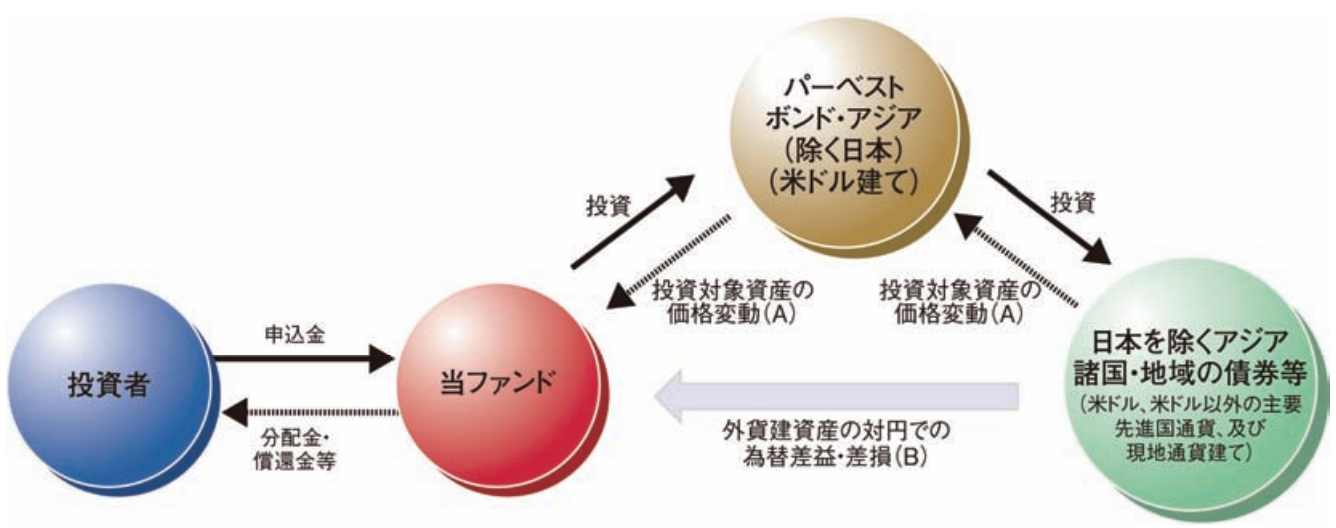 パーベスト
ボンド・アジア
(除く日本)
(米ドル建て)
投資
投資
投資対象資産の
価格変動(A)
投資対象資産の
価格変動(A)
申込金
投資者
当ファンド
日本を除くアジア
諸国・地域の債券等
(米ドル、米ドル以外の主要
先進国通貨、及び
現地通貨建て)
分配金・
償還金等
外貨建資産の対円での
為替差益・差損(B)